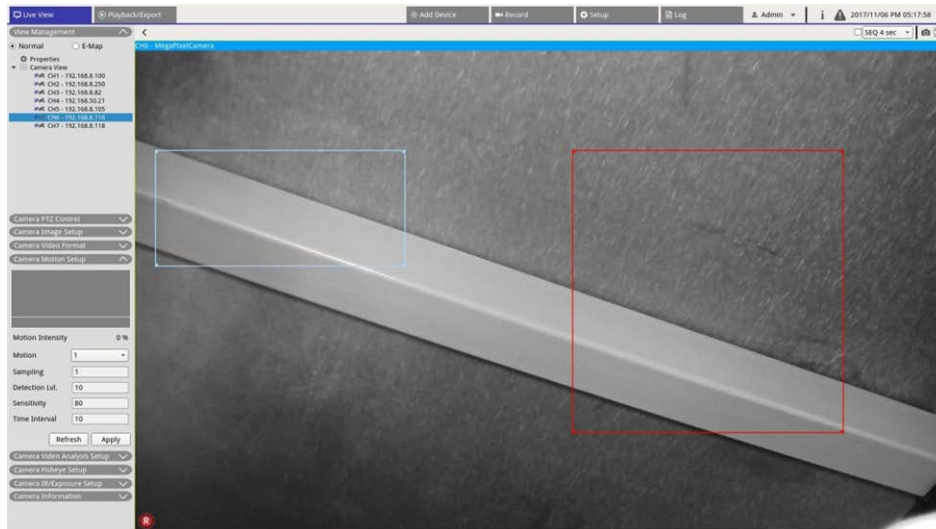 Live View
Playback/Export
Add Device
Record
Setup
Log
Admin
i
2017/11/06 PM 05:17:58
View Management
SEQ 4 sec
Normal
E-Map
CH6 - MegaPixelCamera
Properties
Camera View
CH1 - 192.168.8.100
CH2 - 192.168.8.250
CH3 - 192.168.8.82
CH4 - 192.168.50.21
CH5 - 192.168.8.105
CH6 - 192.168.8.116
CH7 - 192.168.8.118
Camera PTZ Control
Camera Image Setup
Camera Video Format
Camera Motion Setup
Motion Intensity 0 %
Motion 1
Sampling 1
Detection Lvl. 10
Sensitivity 80
Time Interval 10
Refresh Apply
Camera Video Analysis Setup
Camera Fisheye Setup
Camera IR/Exposure Setup
Camera Information
R